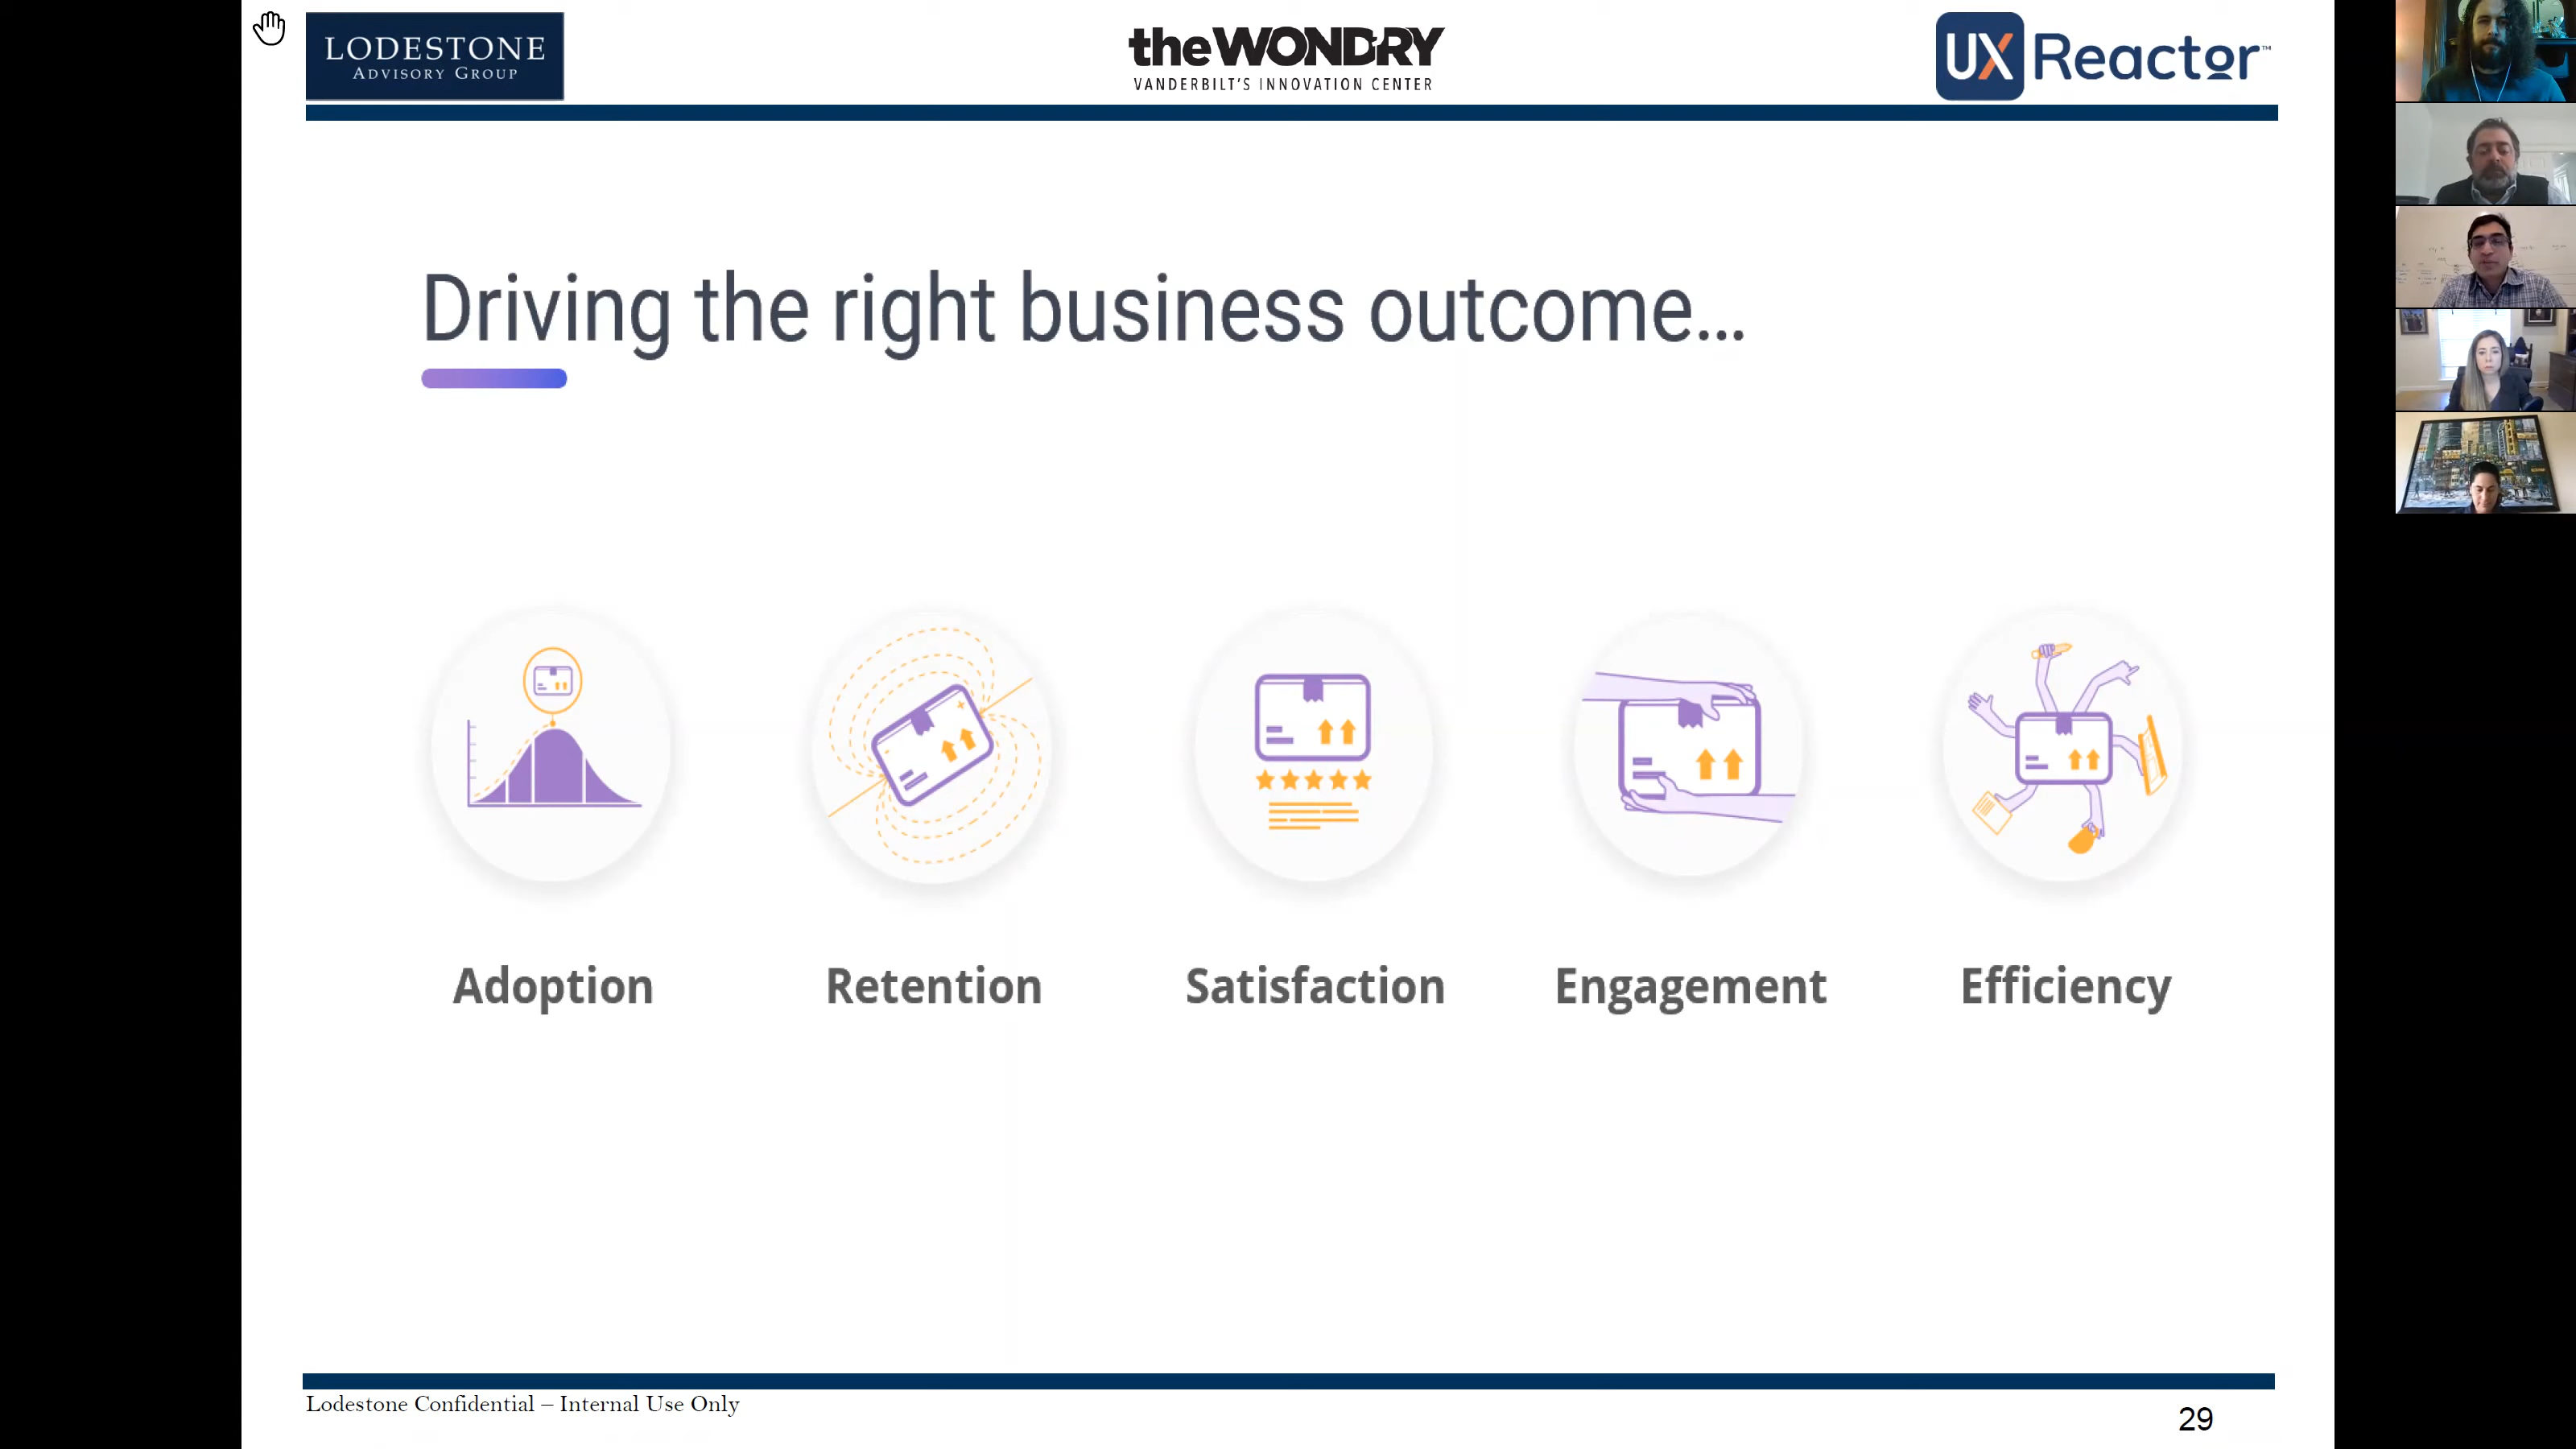 LODESTONE
ADVISORY GROUP
theWONDRY
VANDERBILT'S INNOVATION CENTER
UX Reactor™
Driving the right business outcome...
Adoption
Retention
Satisfaction
Engagement
Efficiency
Lodestone Confidential – Internal Use Only
29